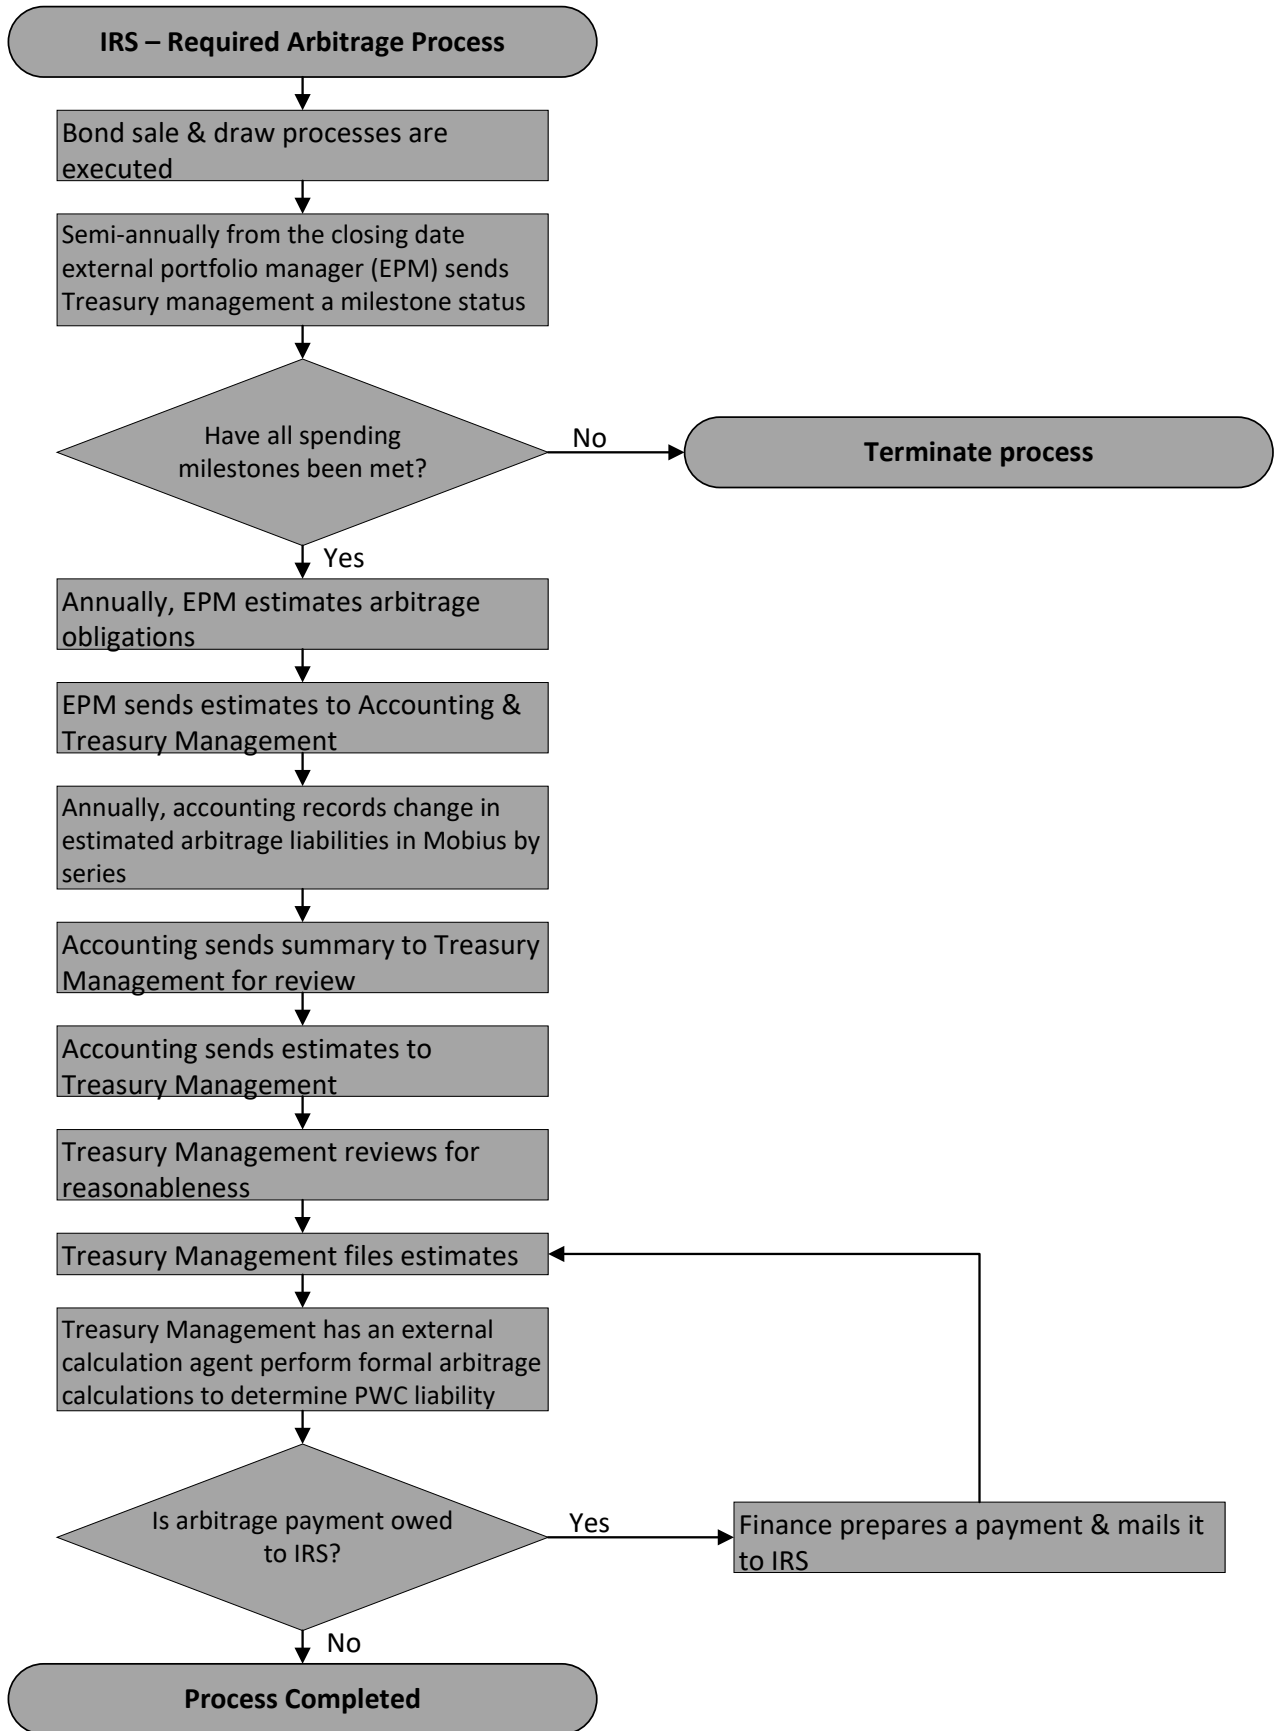 IRS – Required Arbitrage Process
Bond sale & draw processes are
executed
Semi-annually from the closing date
external portfolio manager (EPM) sends
Treasury management a milestone status
Have all spending
milestones been met?
No
Terminate process
Yes
Annually, EPM estimates arbitrage
obligations
EPM sends estimates to Accounting &
Treasury Management
Annually, accounting records change in
estimated arbitrage liabilities in Mobius by
series
Accounting sends summary to Treasury
Management for review
Accounting sends estimates to
Treasury Management
Treasury Management reviews for
reasonableness
Treasury Management files estimates
Treasury Management has an external
calculation agent perform formal arbitrage
calculations to determine PWC liability
Is arbitrage payment owed
to IRS?
Yes
Finance prepares a payment & mails it
to IRS
No
Process Completed